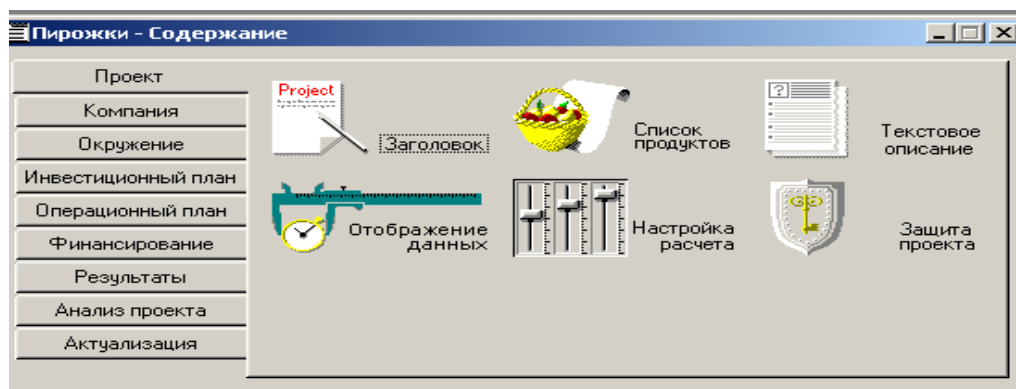 Пирожки - Содержание
Проект
Компания
Окружение
Инвестиционный план
Операционный план
Финансирование
Результаты
Анализ проекта
Актуализация
Project
Заголовок
Список
продуктов
?
Текстовое
описание
Отображение
данных
Настройка
расчета
Защита
проекта